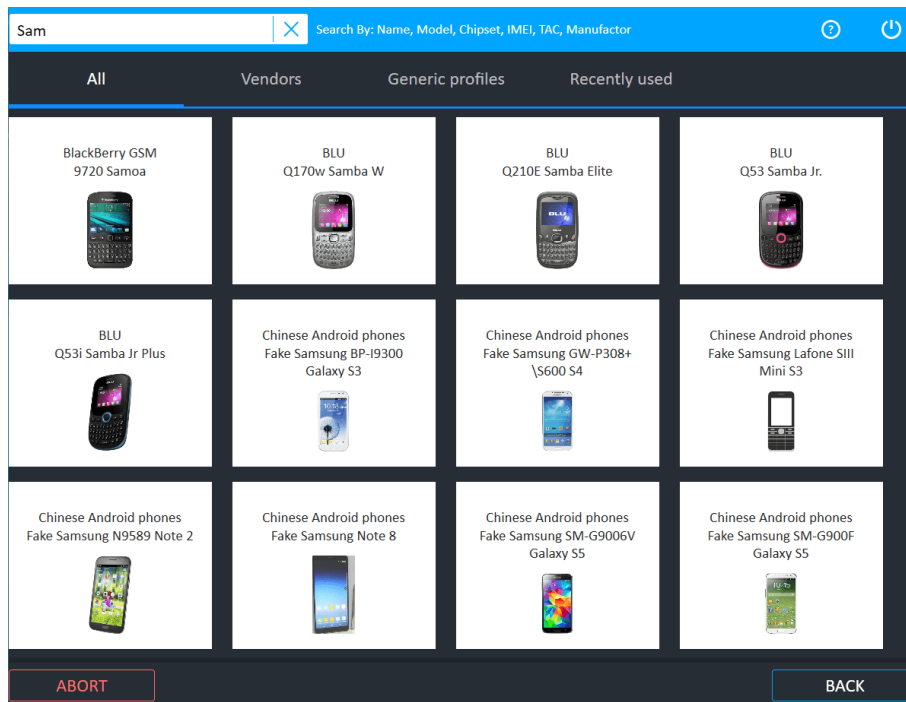 Sam
Search By: Name, Model, Chipset, IMEI, TAC, Manufactor
All
Vendors
Generic profiles
Recently used
BlackBerry GSM
9720 Samoa
BLU
Q170w Samba W
BLU
Q210E Samba Elite
BLU
Q53 Samba Jr.
BLU
Q53i Samba Jr Plus
Chinese Android phones
Fake Samsung BP-I9300
Galaxy S3
Chinese Android phones
Fake Samsung GW-P308+
\S600 S4
Chinese Android phones
Fake Samsung Lafone SIII
Mini S3
Chinese Android phones
Fake Samsung N9589 Note 2
Chinese Android phones
Fake Samsung Note 8
Chinese Android phones
Fake Samsung SM-G9006V
Galaxy S5
Chinese Android phones
Fake Samsung SM-G900F
Galaxy S5
ABORT
BACK